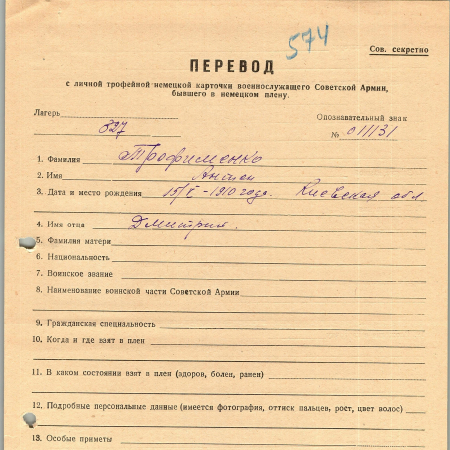 574
Сов. секретно
ПЕРЕВОД
с личной трофейной немецкой карточки военнослужащего Советской Армии,
бывшего в немецком плену.
Лагерь
Опознавательный знак
327
№ 011131
1. Фамилия Трофименко
2. Имя Антон
3. Дата и место рождения 15/I-1910 года. Киевская обл
4. Имя отца Дмитрий.
5. Фамилия матери
6. Национальность
7. Воинское звание
8. Наименование воинской части Советской Армии
9. Гражданская специальность
10. Когда и где взят в плен
11. В каком состоянии взят в плен (здоров, болен, ранен)
12. Подробные персональные данные (имеется фотография, оттиск пальцев, рост, цвет волос)
13. Особые приметы